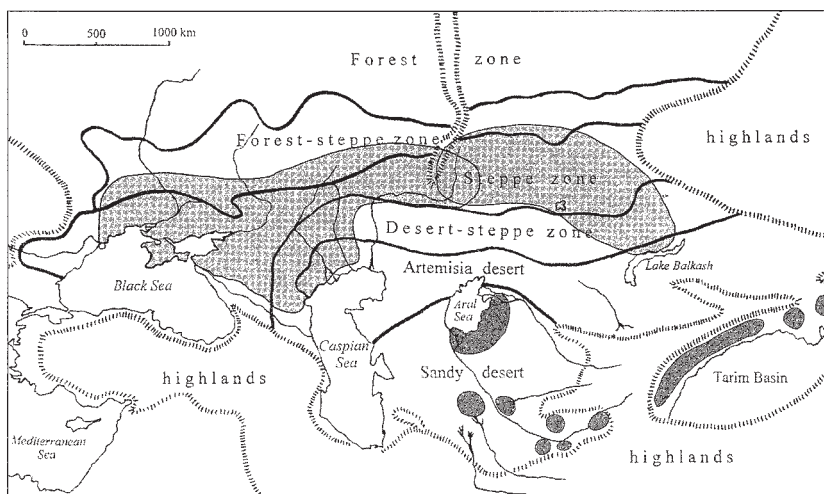 0 500 1000 km
Forest zone
Forest-steppe zone
highlands
Steppe zone
Desert-steppe zone
Lake Balkash
Artemisia desert
Black Sea
Aral
Sea
Caspian
Sea
highlands
Sandy desert
Tarim Basin
Mediterranean
Sea
highlands